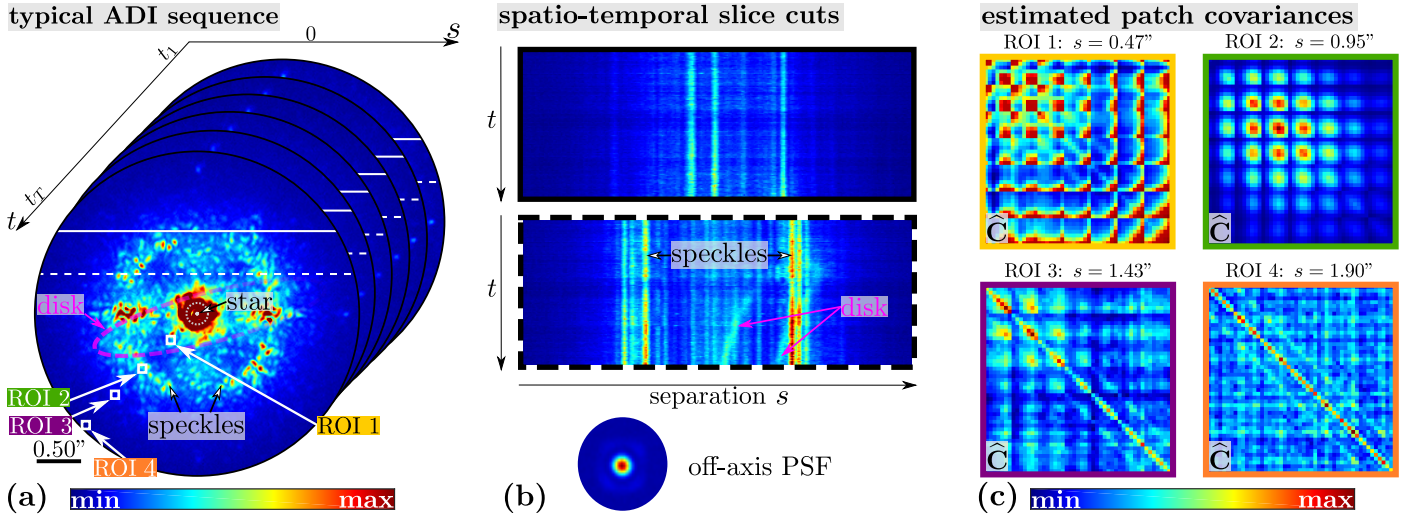 typical ADI sequence
0
s
t₁
t_T
t
disk
star
ROI 2
ROI 3
speckles
ROI 1
0.50”
ROI 4
(a)
min
max
spatio-temporal slice cuts
t
t
speckles
disk
separation s
off-axis PSF
(b)
estimated patch covariances
ROI 1: s = 0.47”
ROI 2: s = 0.95”
Ĉ
Ĉ
ROI 3: s = 1.43”
ROI 4: s = 1.90”
Ĉ
Ĉ
(c)
min
max